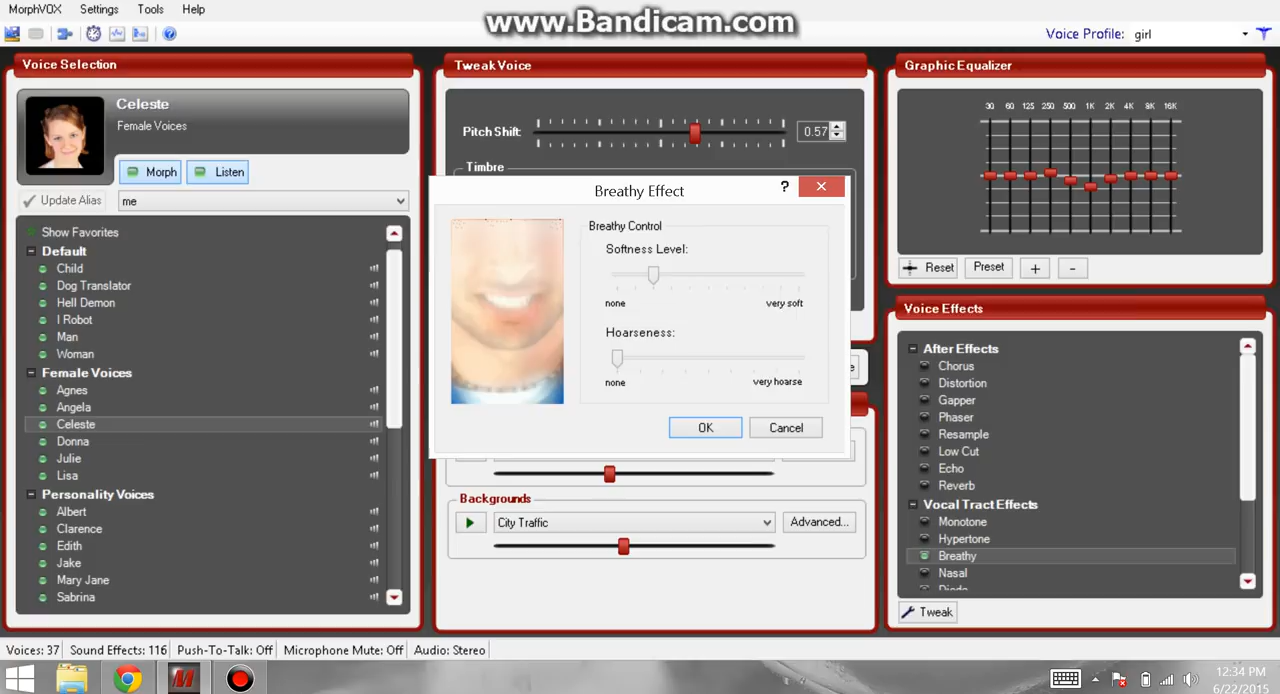 MorphVOX Settings Tools Help
www.Bandicam.com
Voice Profile: girl
Voice Selection
Celeste
Female Voices
Morph Listen
Update Alias me
Show Favorites
Default
Child
Dog Translator
Hell Demon
I Robot
Man
Woman
Female Voices
Agnes
Angela
Celeste
Donna
Julie
Lisa
Personality Voices
Albert
Clarence
Edith
Jake
Mary Jane
Sabrina
Tweak Voice
Pitch Shift: 0.57
Timbre
Breathy Effect ?
Breathy Control
Softness Level:
none very soft
Hoarseness:
none very hoarse
OK Cancel
Backgrounds
City Traffic Advanced...
Graphic Equalizer
30 60 125 250 500 1K 2K 4K 8K 16K
Reset Preset + -
Voice Effects
After Effects
Chorus
Distortion
Gapper
Phaser
Resample
Low Cut
Echo
Reverb
Vocal Tract Effects
Monotone
Hypertone
Breathy
Nasal
Tweak
Voices: 37 Sound Effects: 116 Push-To-Talk: Off Microphone Mute: Off Audio: Stereo
12:34 PM
6/22/2015